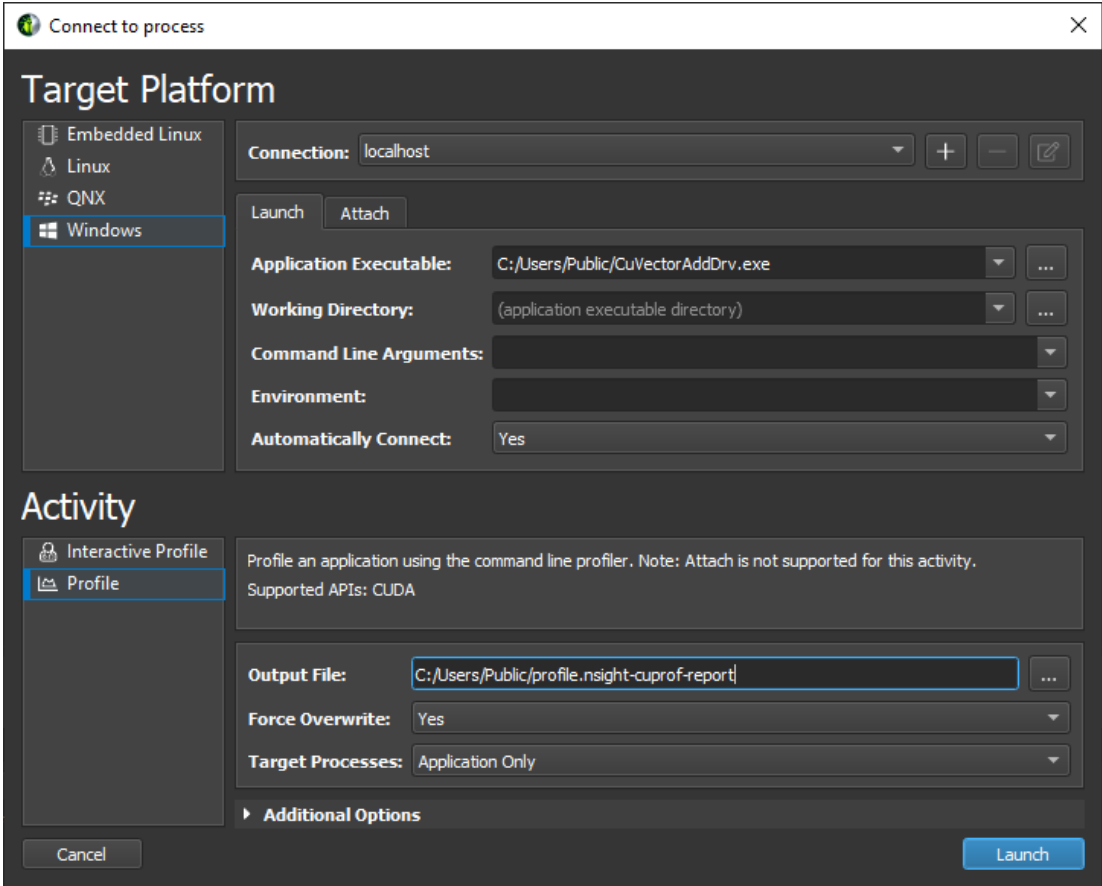 Connect to process
Target Platform
Embedded Linux
Linux
QNX
Windows
Connection: localhost
Launch Attach
Application Executable: C:/Users/Public/CuVectorAddDrv.exe ...
Working Directory: (application executable directory) ...
Command Line Arguments:
Environment:
Automatically Connect: Yes
Activity
Interactive Profile
Profile
Profile an application using the command line profiler. Note: Attach is not supported for this activity.
Supported APIs: CUDA
Output File: C:/Users/Public/profile.nsight-cuprof-report ...
Force Overwrite: Yes
Target Processes: Application Only
Additional Options
Cancel Launch